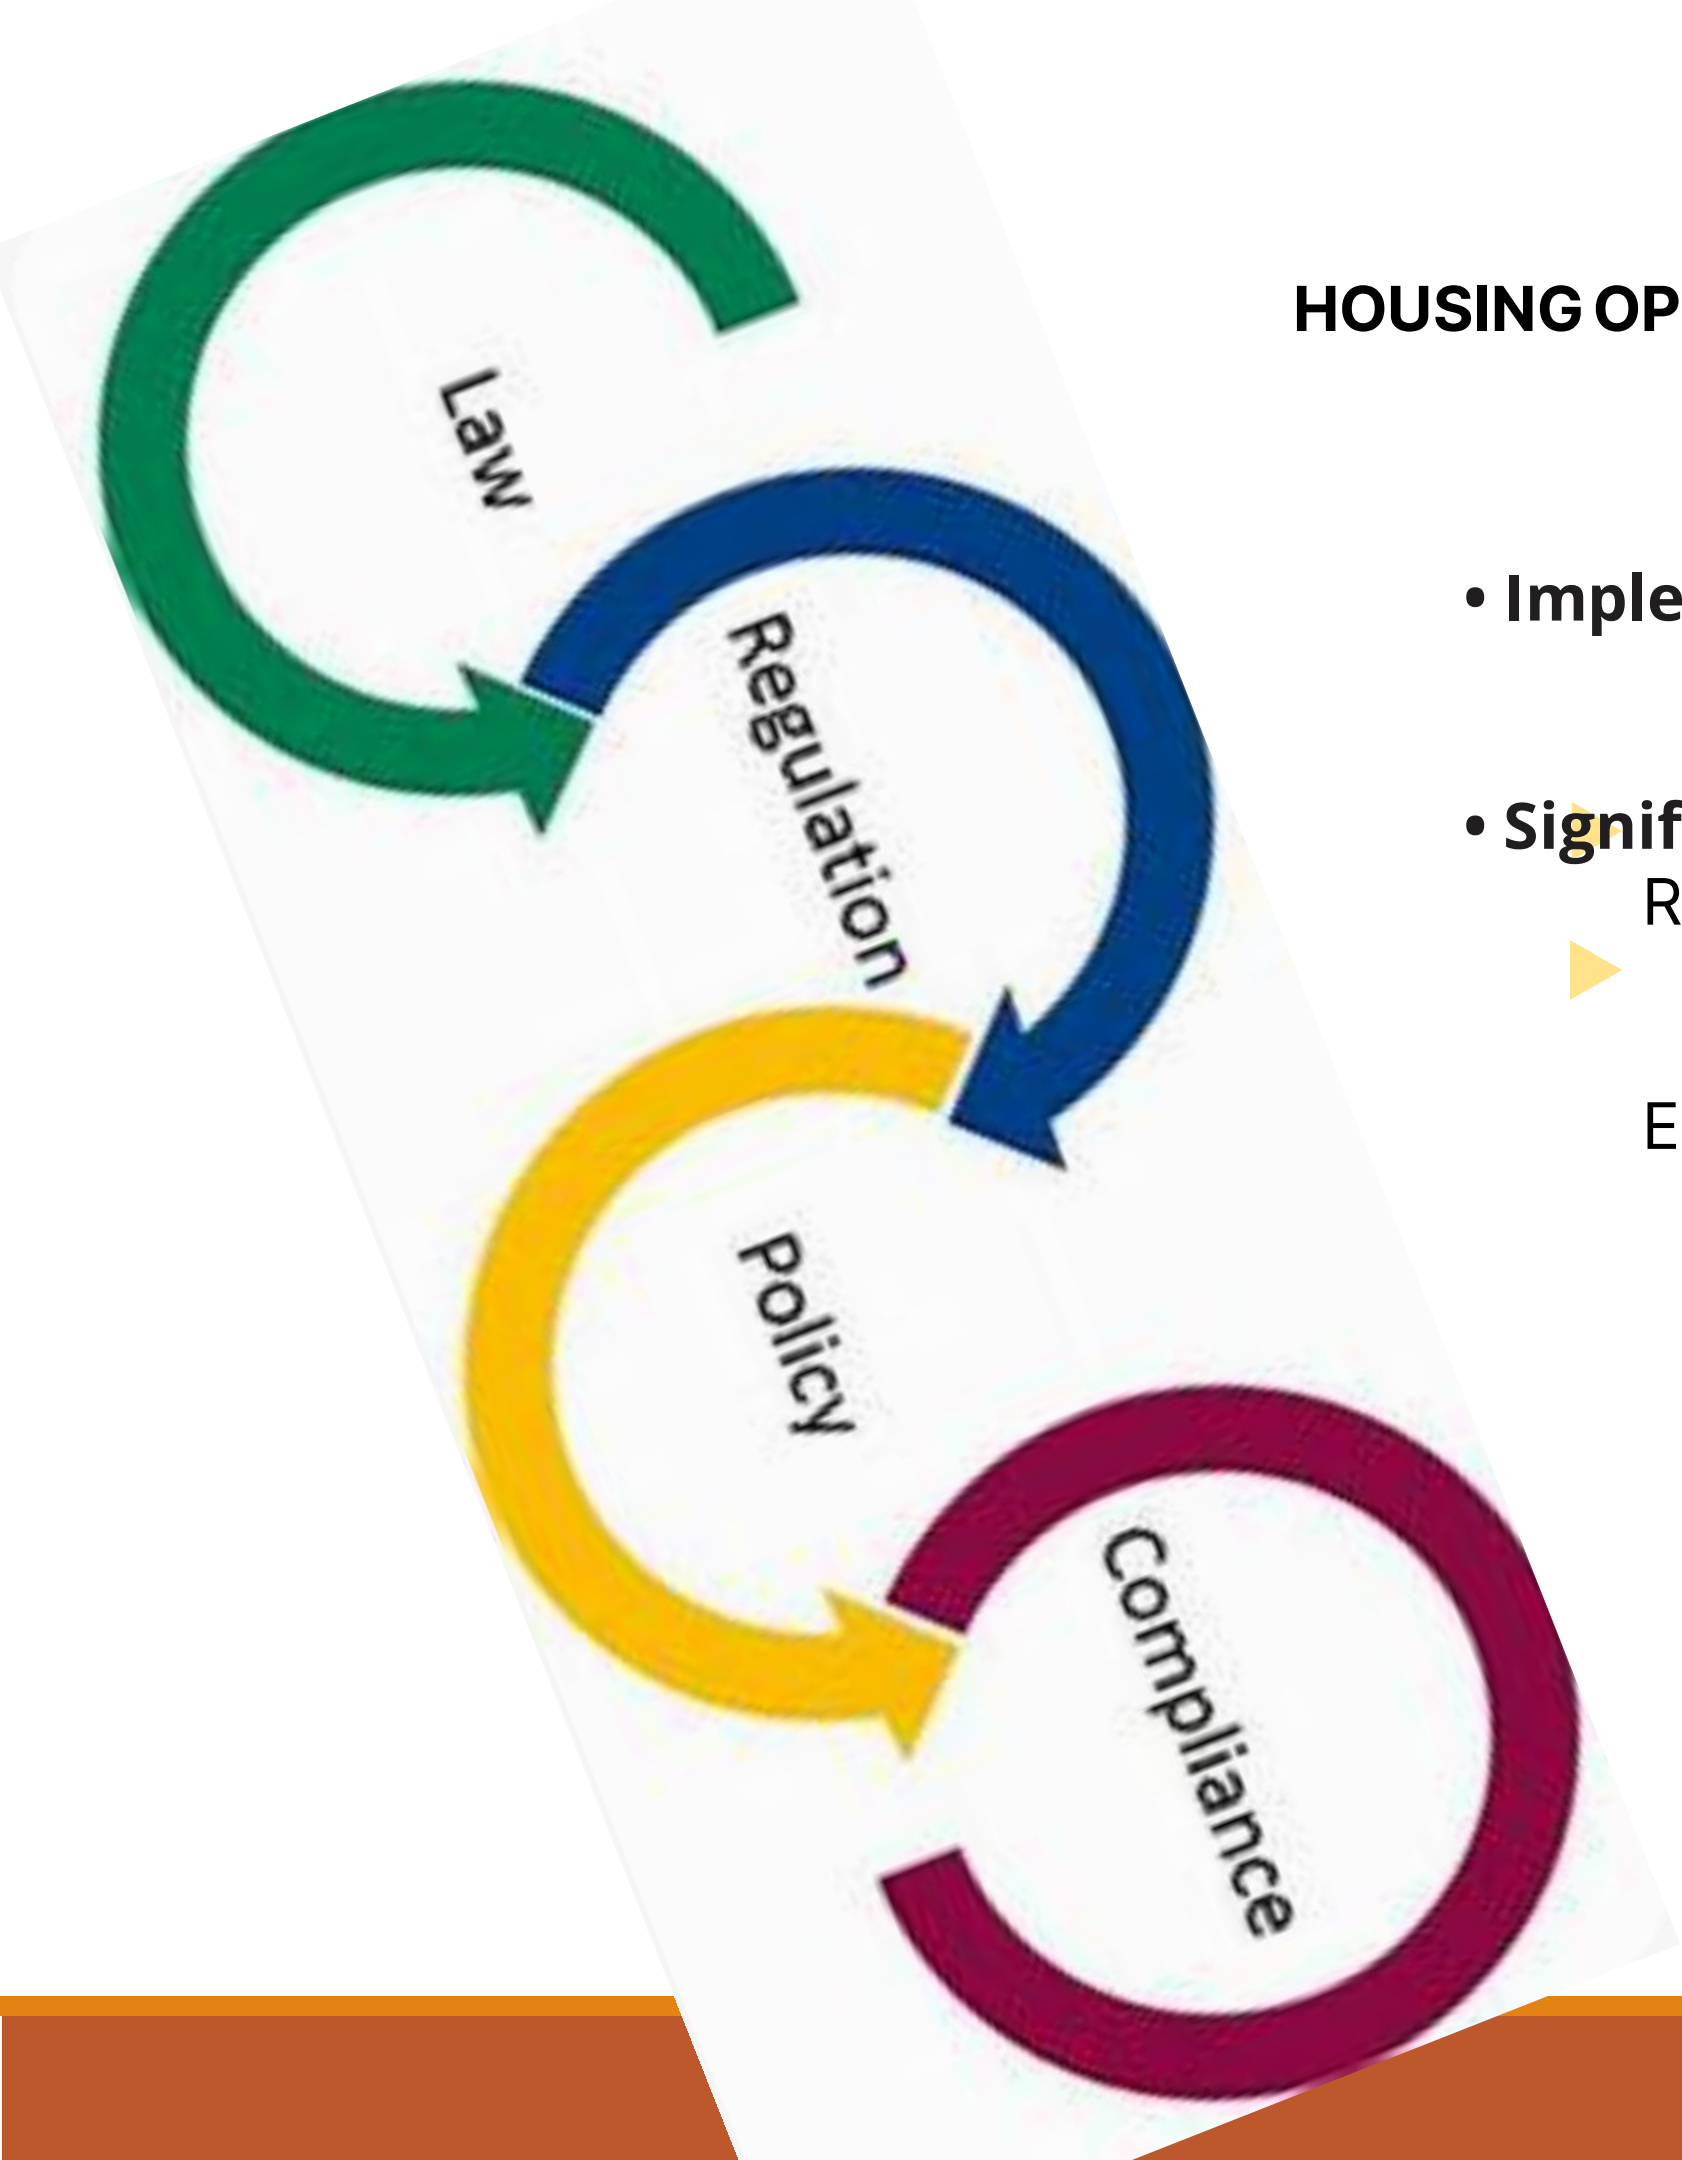 Law
Regulation
Policy
Compliance
HOUSING OP
• Imple
• Signif
R
E